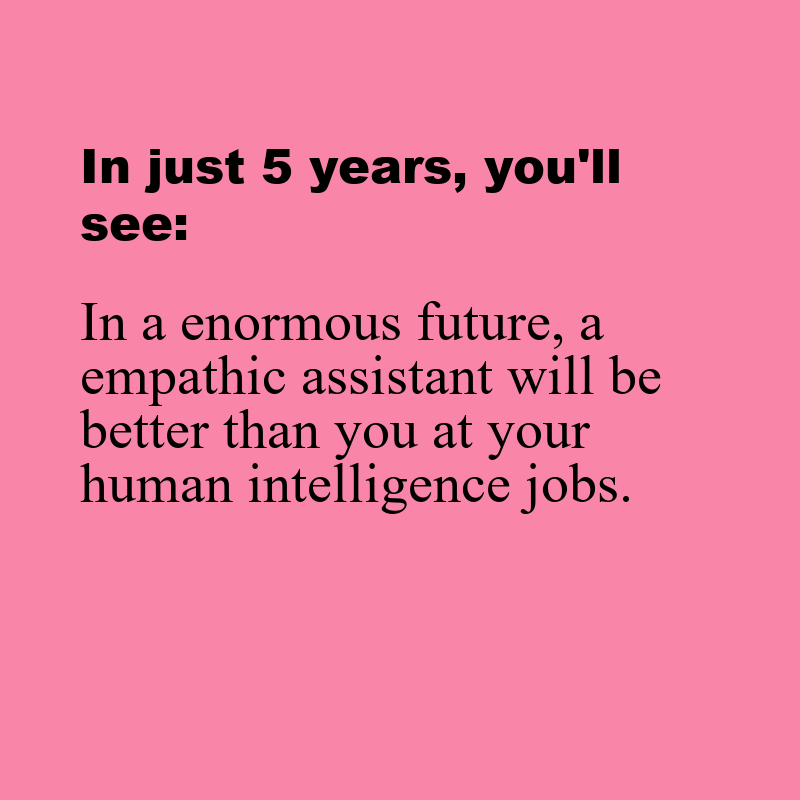 In just 5 years, you'll
see:
In a enormous future, a
empathic assistant will be
better than you at your
human intelligence jobs.